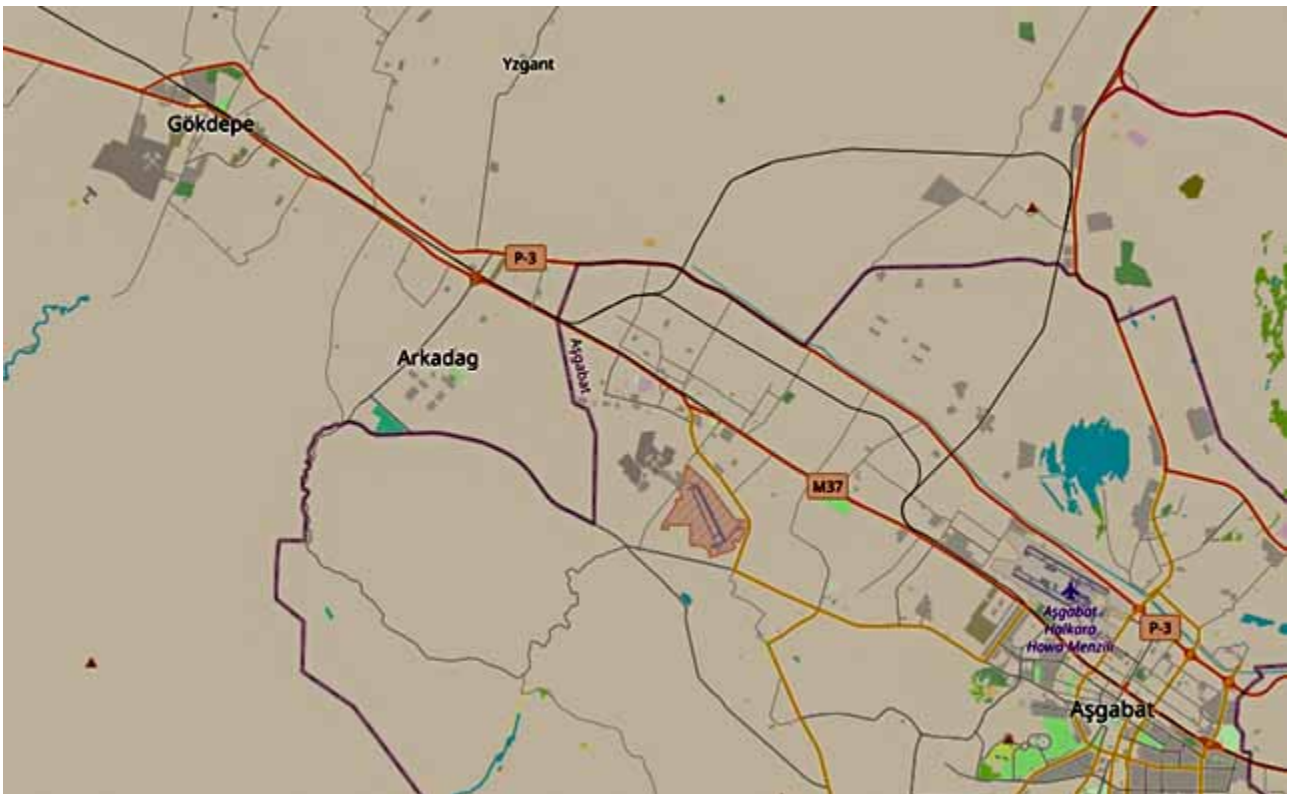 Yzgant
Gökdepe
P-3
Arkadag
Aşgabat
M37
Aşgabat
Halkara
Howa Menzili
P-3
Aşgabat